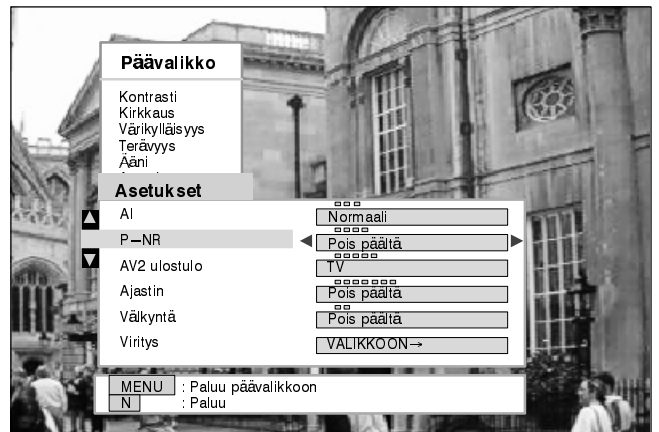 Päävalikko
Kontrasti
Kirkkaus
Värikylläisyys
Terävyys
Ääni
Asetukset
AI Normaali
P-NR Pois päältä
AV2 ulostulo TV
Ajastin Pois päältä
Välkyntä Pois päältä
Viritys VALIKKOON→
MENU : Paluu päävalikkoon
N : Paluu